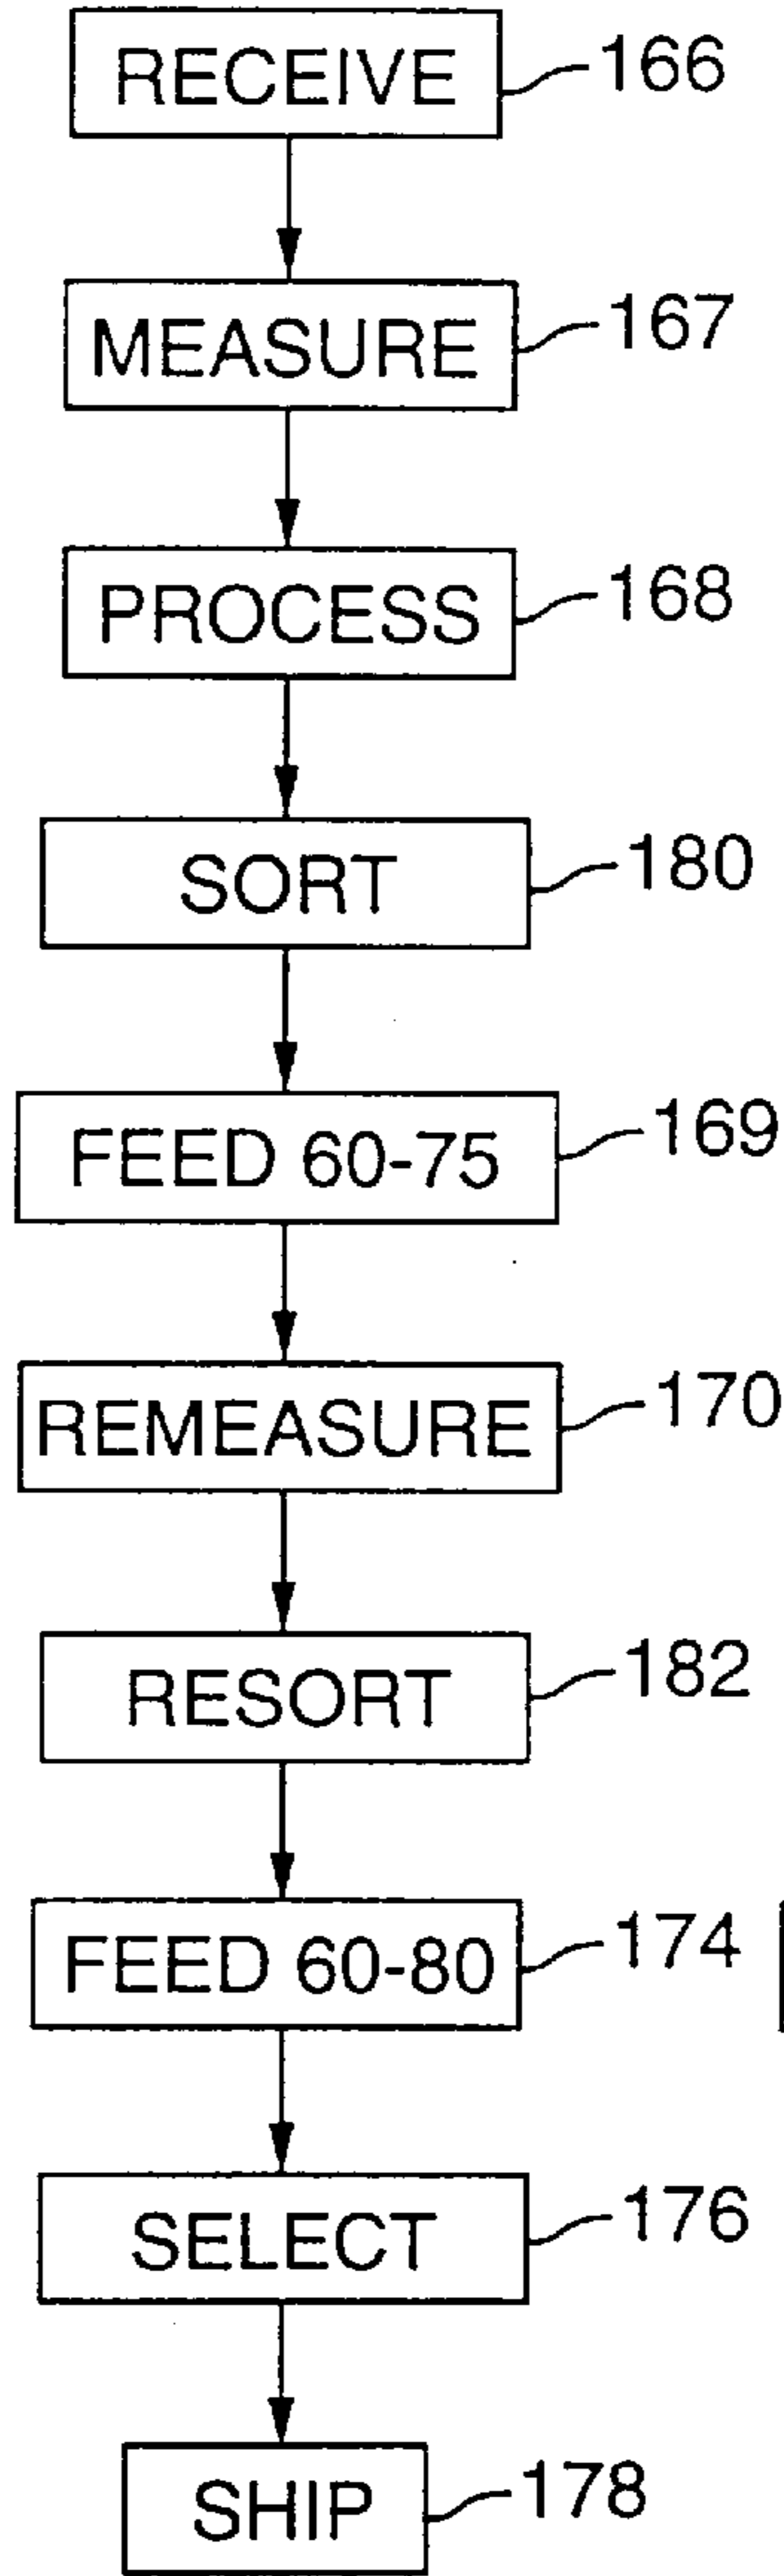 RECEIVE 166
MEASURE 167
PROCESS 168
SORT 180
FEED 60-75 169
REMEASURE 170
RESORT 182
FEED 60-80 174
SELECT 176
SHIP 178